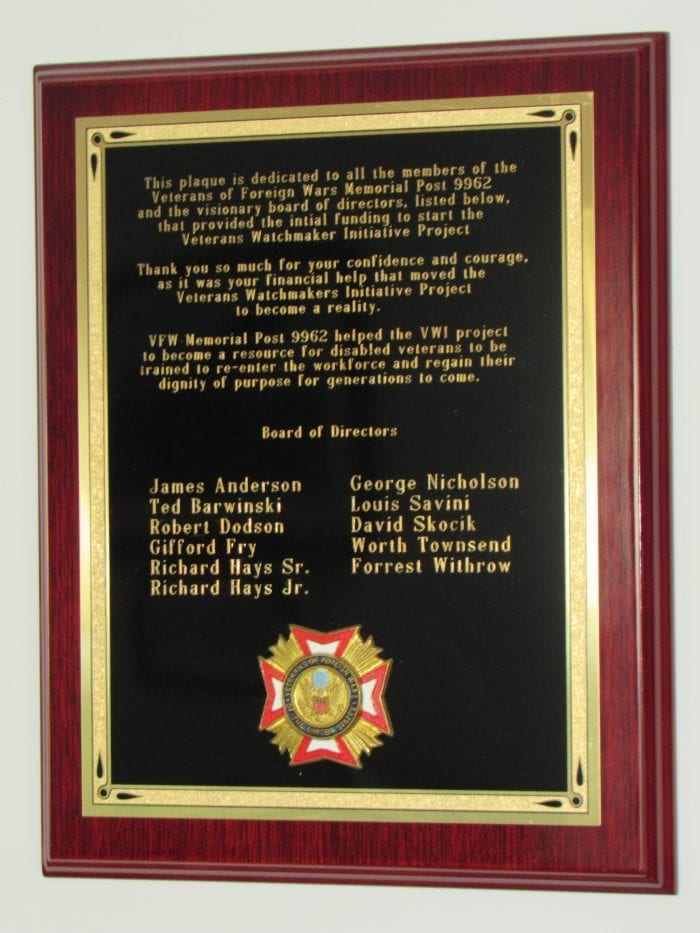 This plaque is dedicated to all the members of the
Veterans of Foreign Wars Memorial Post 9962
and the visionary board of directors, listed below,
that provided the intial funding to start the
Veterans Watchmaker Initiative Project
Thank you so much for your confidence and courage,
as it was your financial help that moved the
Veterans Watchmakers Initiative Project
to become a reality.
VFW Memorial Post 9962 helped the VWI project
to become a resource for disabled veterans to be
trained to re-enter the workforce and regain their
dignity of purpose for generations to come.
Board of Directors
James Anderson
Ted Barwinski
Robert Dodson
Gifford Fry
Richard Hays Sr.
Richard Hays Jr.
George Nicholson
Louis Savini
David Skocik
Worth Townsend
Forrest Withrow
VETERANS OF FOREIGN WARS